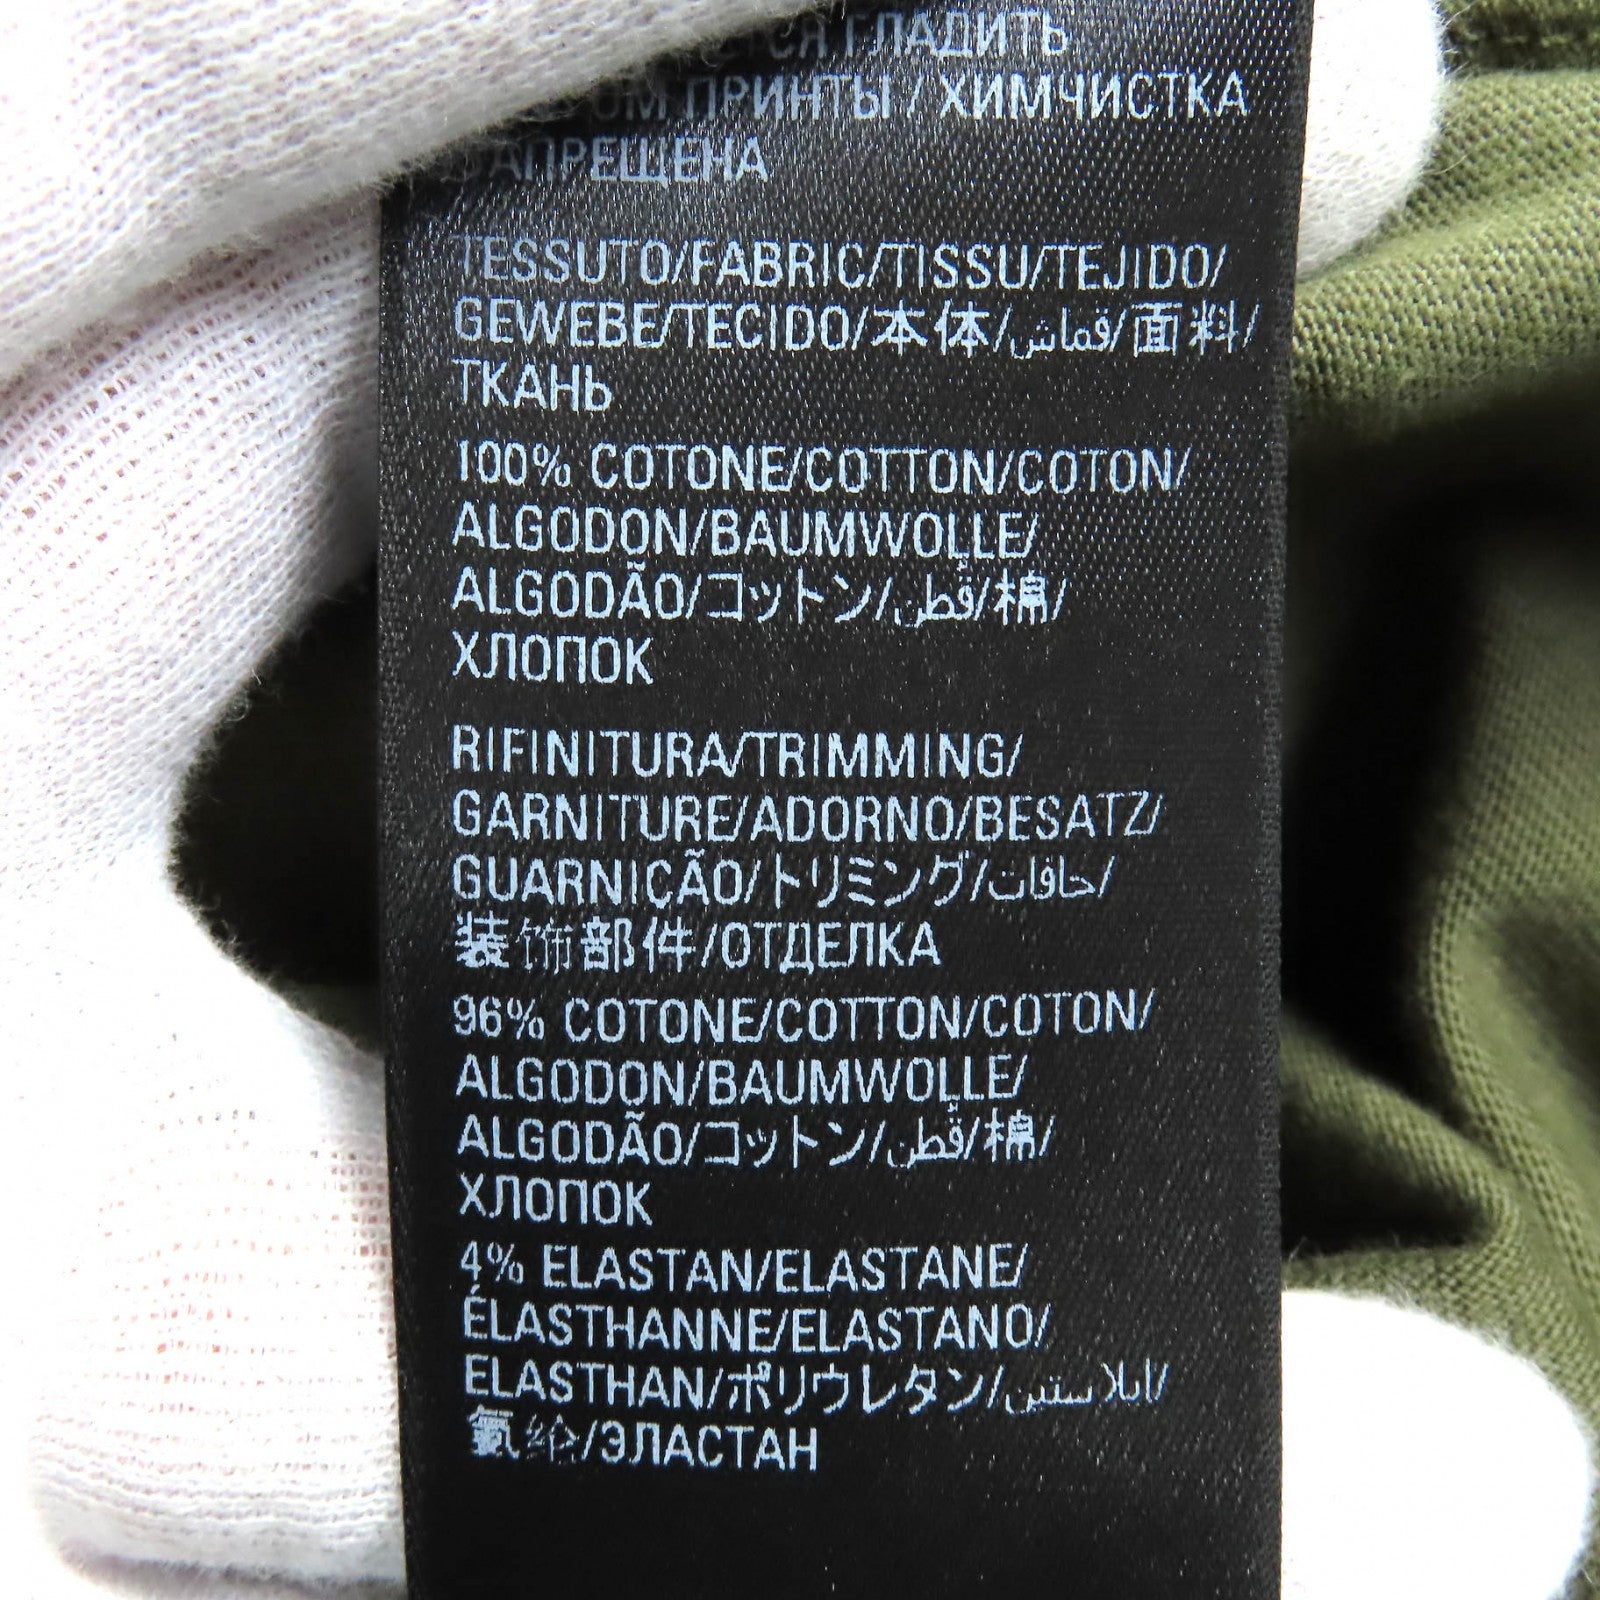 ГЛАДИТЬ
ПРИНТЫ / ХИМЧИСТКА
ЗАПРЕЩЕНА
TESSUTO/FABRIC/TISSU/TEJIDO/
GEWEBE/TECIDO/本体/قماش/面料/
ТКАНЬ
100% COTONE/COTTON/COTON/
ALGODON/BAUMWOLLE/
ALGODÃO/コットン/قطن/棉/
ХЛОПОК
RIFINITURA/TRIMMING/
GARNITURE/ADORNO/BESATZ/
GUARNIÇÃO/トリミング/حافات/
装饰部件/ОТДЕЛКА
96% COTONE/COTTON/COTON/
ALGODON/BAUMWOLLE/
ALGODÃO/コットン/قطن/棉/
ХЛОПОК
4% ELASTAN/ELASTANE/
ÉLASTHANNE/ELASTANO/
ELASTHAN/ポリウレタン/ايلاستين/
氨纶/ЭЛАСТАН